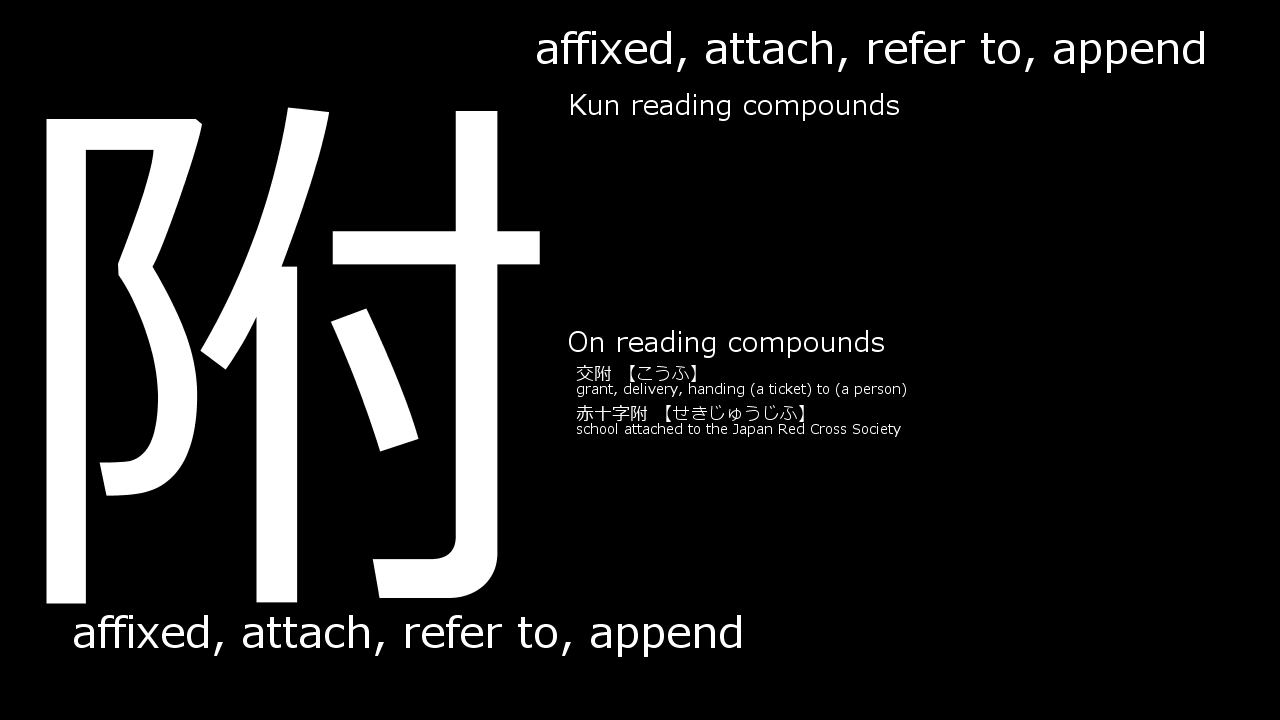 附
affixed, attach, refer to, append
Kun reading compounds
On reading compounds
交附 【こうふ】
grant, delivery, handing (a ticket) to (a person)
赤十字附 【せきじゅうじふ】
school attached to the Japan Red Cross Society
affixed, attach, refer to, append